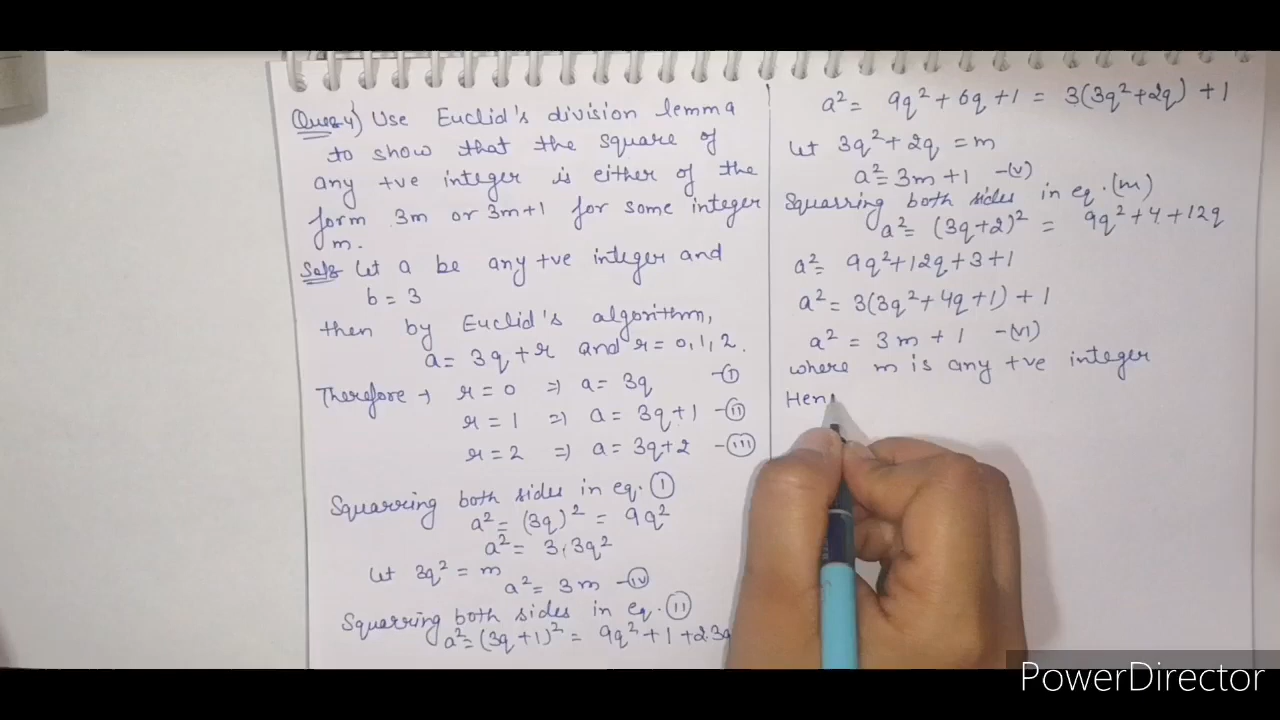 Ques 4) Use Euclid's division lemma
to show that the square of
any +ve integer is either of the
form 3m or 3m+1 for some integer
m.
Sol:- Let a be any +ve integer and
b = 3
then by Euclid's algorithm,
a = 3q + r and r = 0, 1, 2.
Therefore → r = 0 ⇒ a = 3q -(I)
r = 1 ⇒ a = 3q + 1 -(II)
r = 2 ⇒ a = 3q + 2 -(III)
Squarring both sides in eq. (I)
a² = (3q)² = 9q²
a² = 3.3q²
Let 3q² = m
a² = 3m -(IV)
Squarring both sides in eq. (II)
a² = (3q + 1)² = 9q² + 1 + 2.3q
a² = 9q² + 6q + 1 = 3(3q² + 2q) + 1
Let 3q² + 2q = m
a² = 3m + 1 -(V)
Squarring both sides in eq. (III)
a² = (3q + 2)² = 9q² + 4 + 12q
a² = 9q² + 12q + 3 + 1
a² = 3(3q² + 4q + 1) + 1
a² = 3m + 1 -(VI)
where m is any +ve integer
Hen
PowerDirector